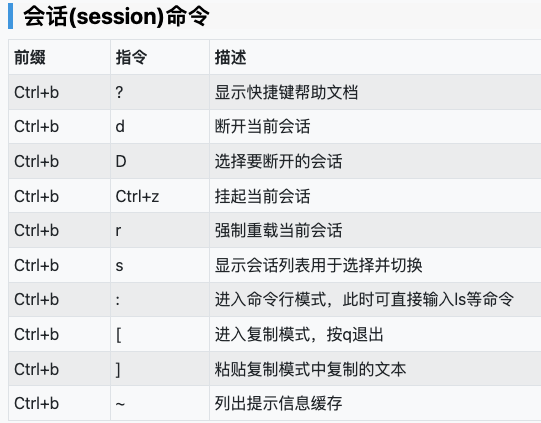 会话(session)命令
前缀 指令 描述
Ctrl+b ? 显示快捷键帮助文档
Ctrl+b d 断开当前会话
Ctrl+b D 选择要断开的会话
Ctrl+b Ctrl+z 挂起当前会话
Ctrl+b r 强制重载当前会话
Ctrl+b s 显示会话列表用于选择并切换
Ctrl+b : 进入命令行模式，此时可直接输入ls等命令
Ctrl+b [ 进入复制模式，按q退出
Ctrl+b ] 粘贴复制模式中复制的文本
Ctrl+b ~ 列出提示信息缓存